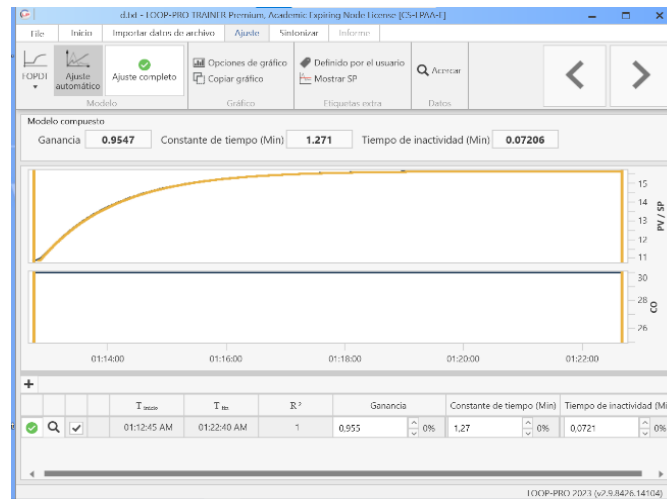 d.txt - LOOP-PRO TRAINER Premium, Academic Expiring Node License [CS-EPAA-E]
File Inicio Importar datos de archivo Ajuste Sintonizar Informe
FOPDT Ajuste automático Ajuste completo
Opciones de gráfico
Copiar gráfico
Definido por el usuario
Mostrar SP
Acercar
Modelo Gráfico Etiquetas extra Datos
Modelo compuesto
Ganancia 0.9547 Constante de tiempo (Min) 1.271 Tiempo de inactividad (Min) 0.07206
15
14
13
12
11
PV / SP
30
28
26
CO
01:14:00 01:16:00 01:18:00 01:20:00 01:22:00
+
T inicio T fin R² Ganancia Constante de tiempo (Min) Tiempo de inactividad (Mi
01:12:45 AM 01:22:40 AM 1 0,955 0% 1,27 0% 0,0721 0%
LOOP-PRO 2023 (v2.9.8426.14104)